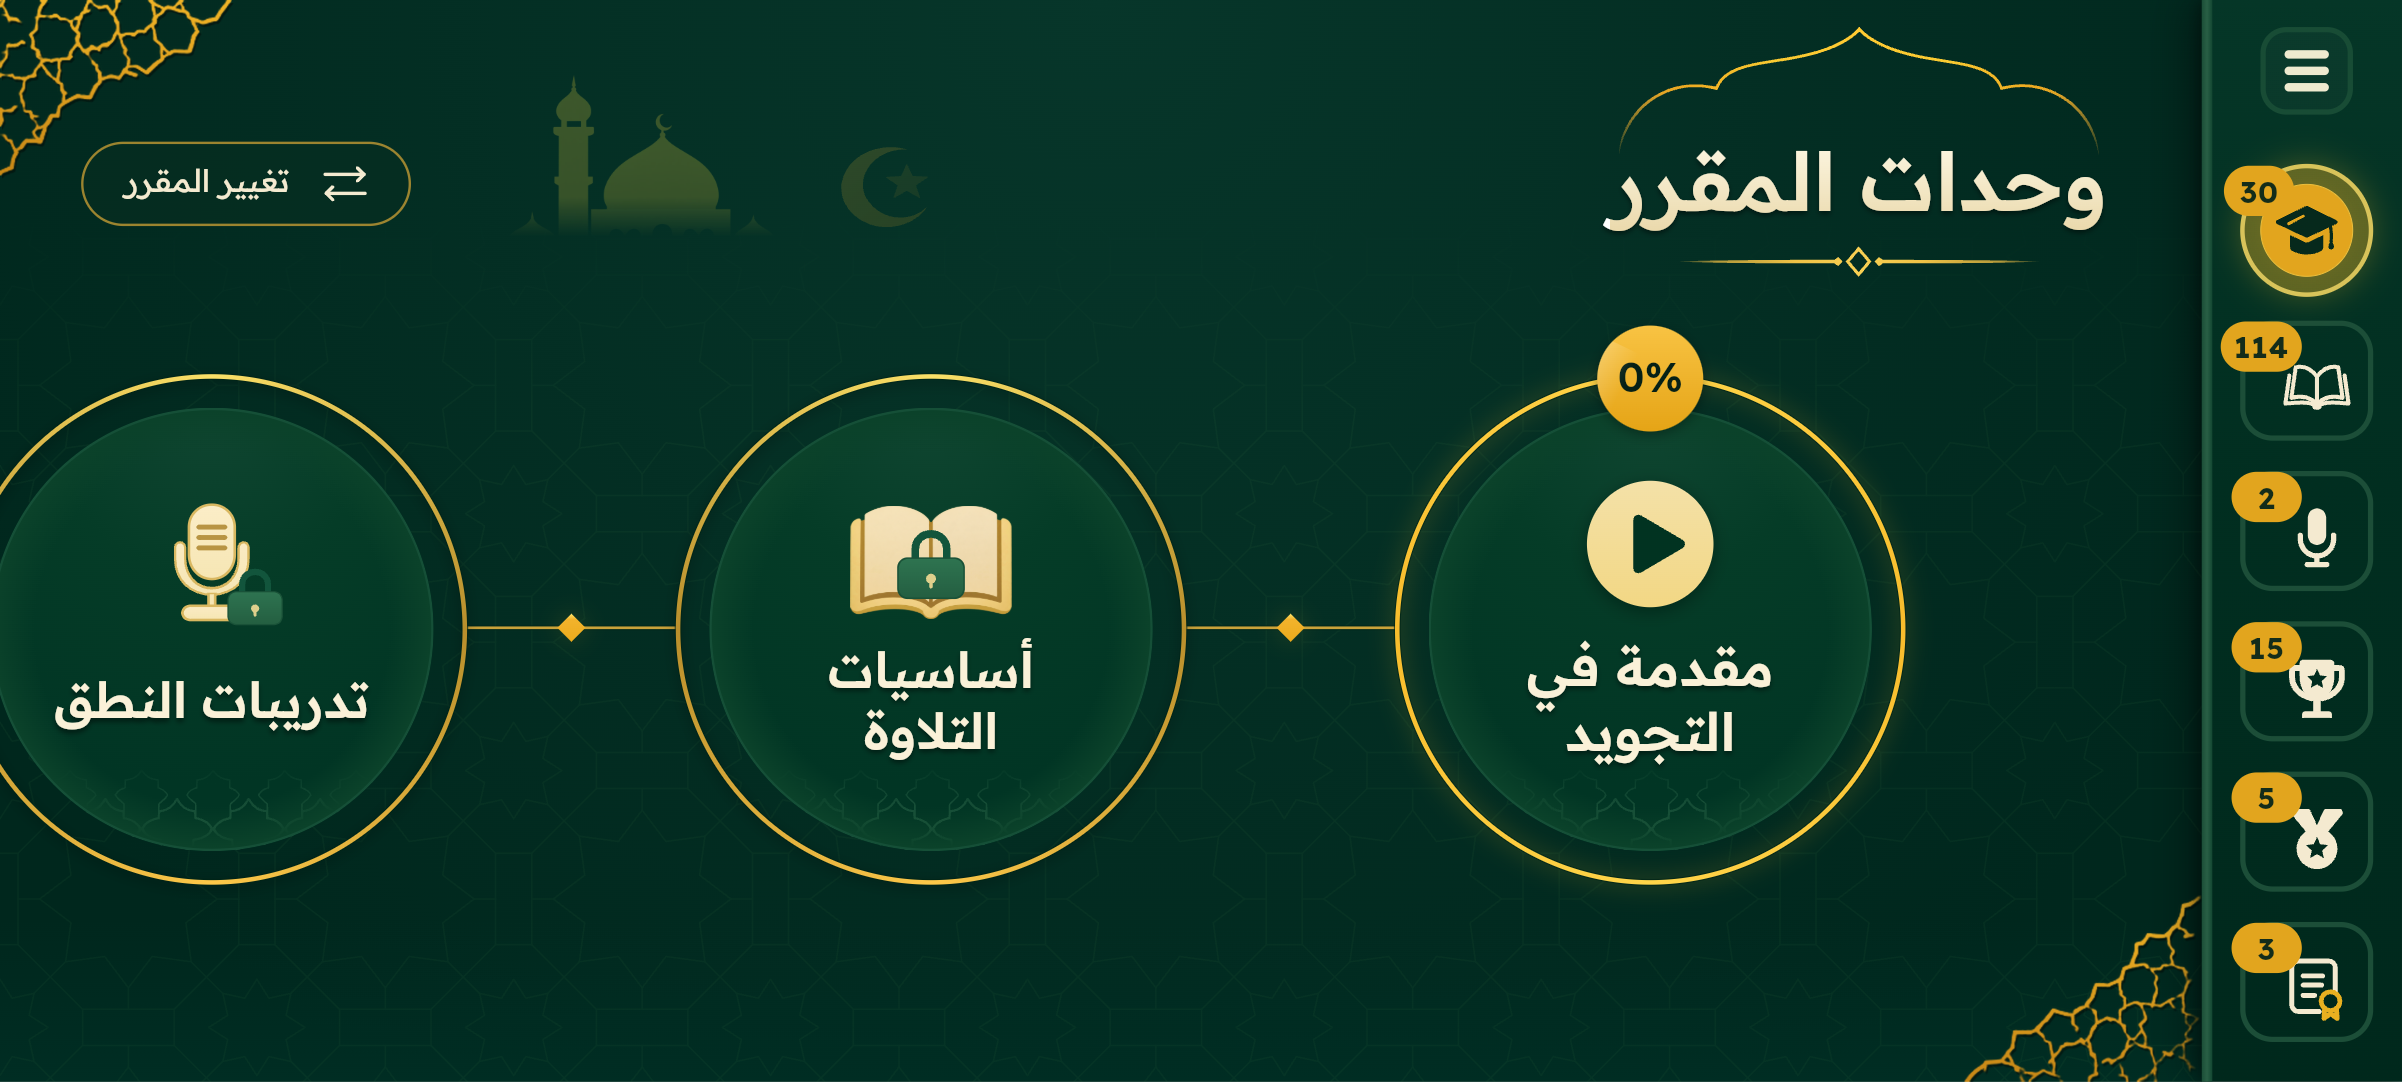 وحدات المقرر
تغيير المقرر
0%
مقدمة في
التجويد
أساسيات
التلاوة
تدريبات النطق
30
114
2
15
5
3